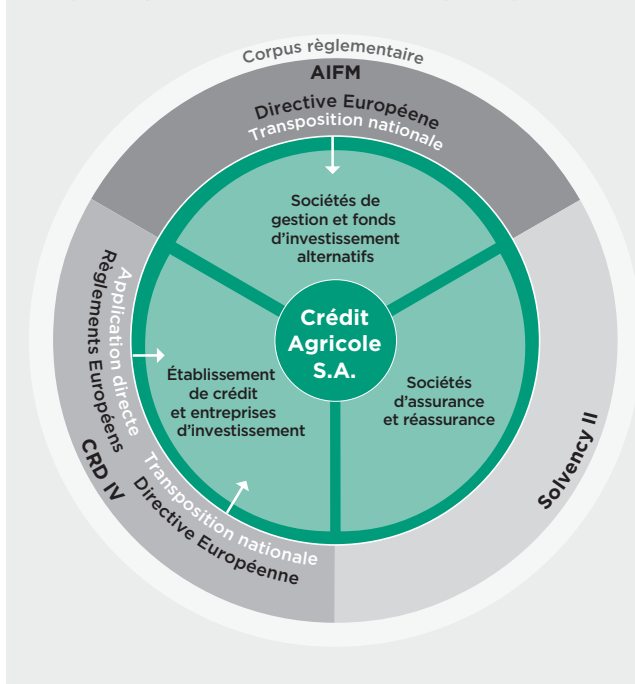 Corpus règlementaire
AIFM
Directive Européene
Transposition nationale
Sociétés de
gestion et fonds
d'investissement
alternatifs
Crédit
Agricole
S.A.
Établissement
de crédit
et entreprises
d'investissement
Sociétés
d'assurance
et réassurance
Application directe
Règlements Européens
CRD IV
Transposition nationale
Directive Européenne
Solvency II